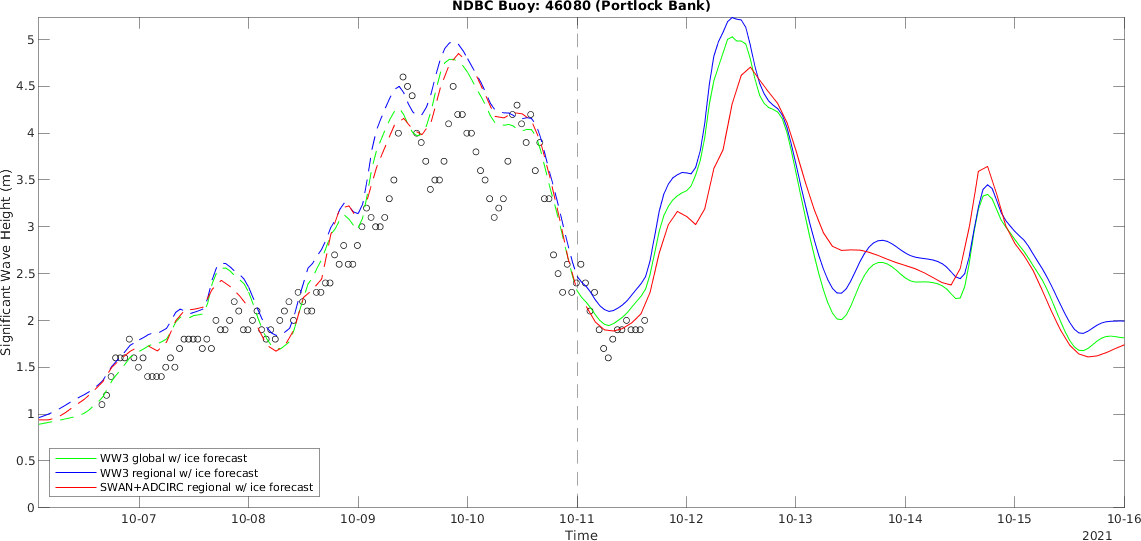 NDBC Buoy: 46080 (Portlock Bank)
Significant Wave Height (m)
5
4.5
4
3.5
3
2.5
2
1.5
1
0.5
0
WW3 global w/ ice forecast
WW3 regional w/ ice forecast
SWAN+ADCIRC regional w/ ice forecast
10-07 10-08 10-09 10-10 10-11 10-12 10-13 10-14 10-15 10-16
Time
2021